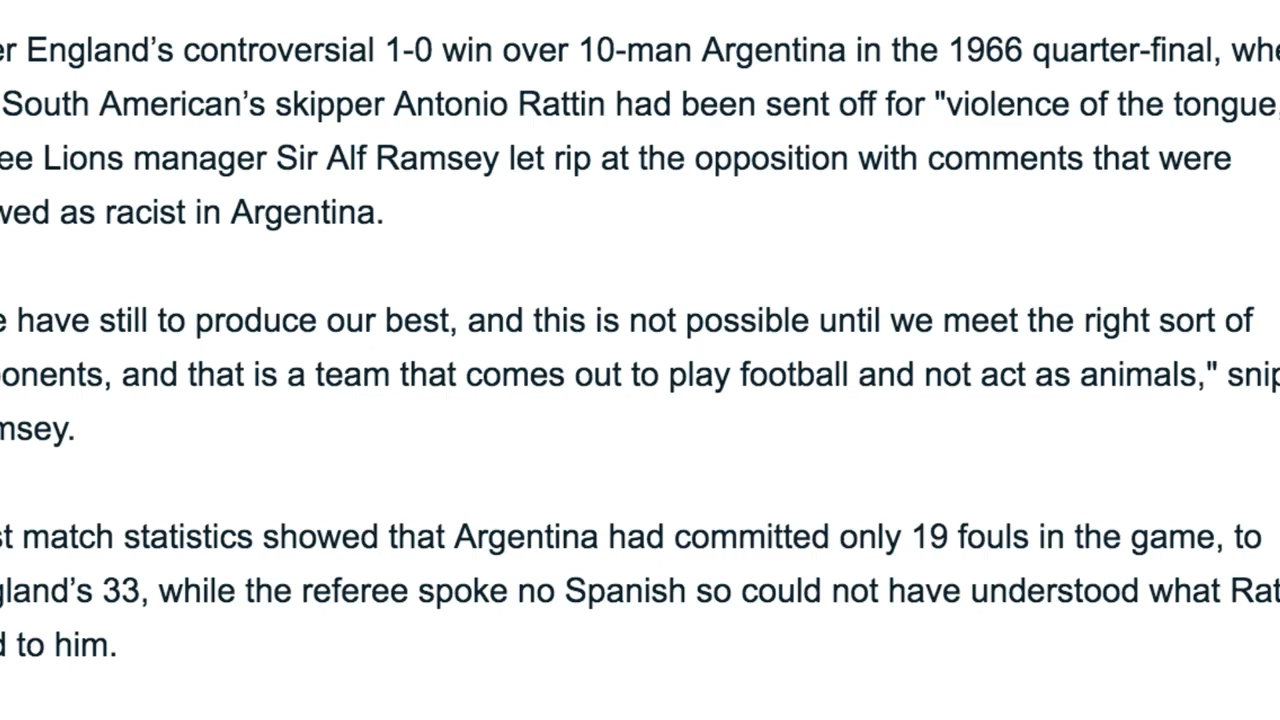 er England’s controversial 1-0 win over 10-man Argentina in the 1966 quarter-final, whe
South American’s skipper Antonio Rattin had been sent off for "violence of the tongue,
ee Lions manager Sir Alf Ramsey let rip at the opposition with comments that were
wed as racist in Argentina.
e have still to produce our best, and this is not possible until we meet the right sort of
onents, and that is a team that comes out to play football and not act as animals," snip
msey.
st match statistics showed that Argentina had committed only 19 fouls in the game, to
gland’s 33, while the referee spoke no Spanish so could not have understood what Rat
d to him.